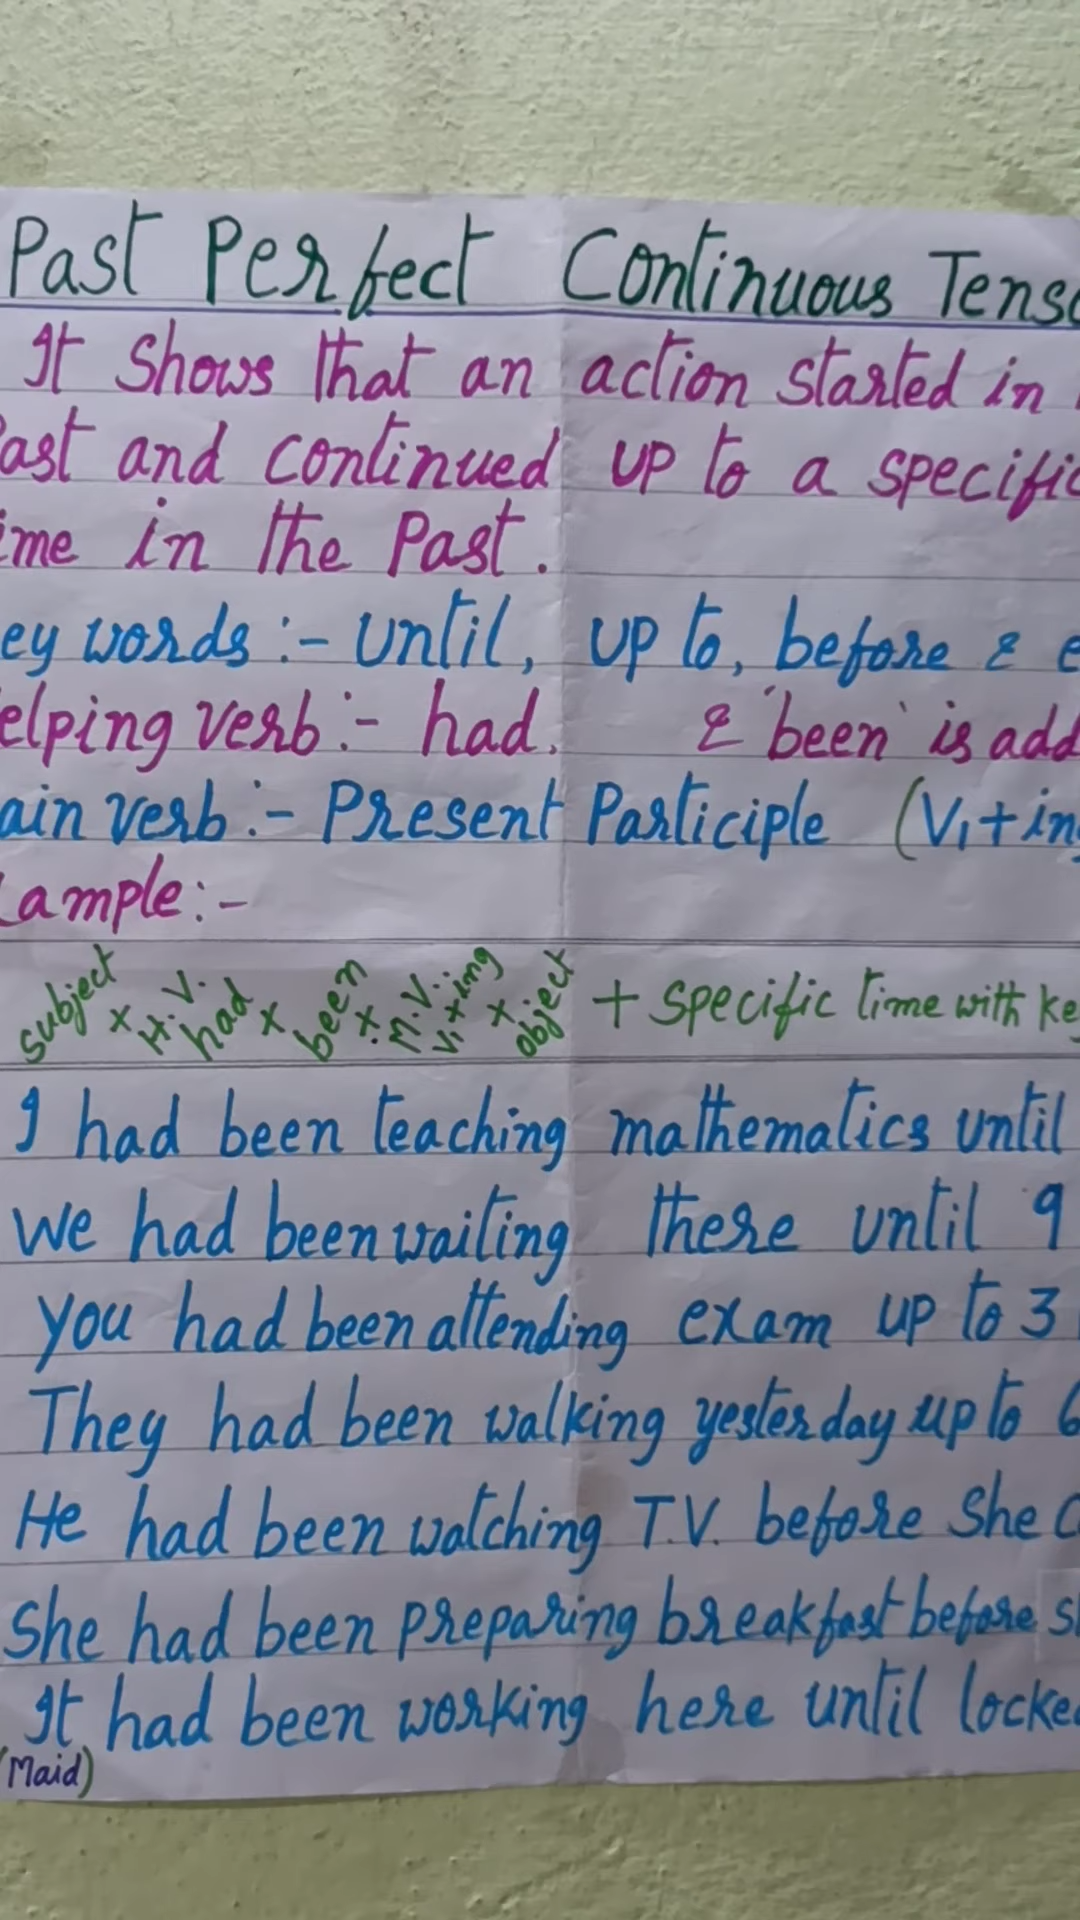 Past Perfect Continuous Tense
It Shows that an action started in
Past and continued up to a specific
ime in the Past.
ey words :- until, up to, before & e
elping verb :- had. & 'been' is add
ain verb :- Present Participle (V1+ing
ample :-
subject x H.V. had x been x M.V. V1+ing x object + specific time with key
I had been teaching mathematics until
We had been waiting there until 9
you had been attending exam up to 3
They had been walking yesterday up to 6
He had been watching T.V. before She c
She had been preparing breakfast before s
It had been working here until locked
(Maid)